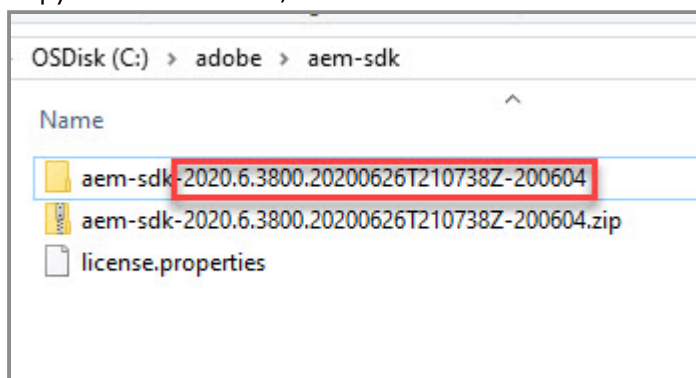 OSDisk (C:) > adobe > aem-sdk
Name
aem-sdk-2020.6.3800.20200626T210738Z-200604
aem-sdk-2020.6.3800.20200626T210738Z-200604.zip
license.properties